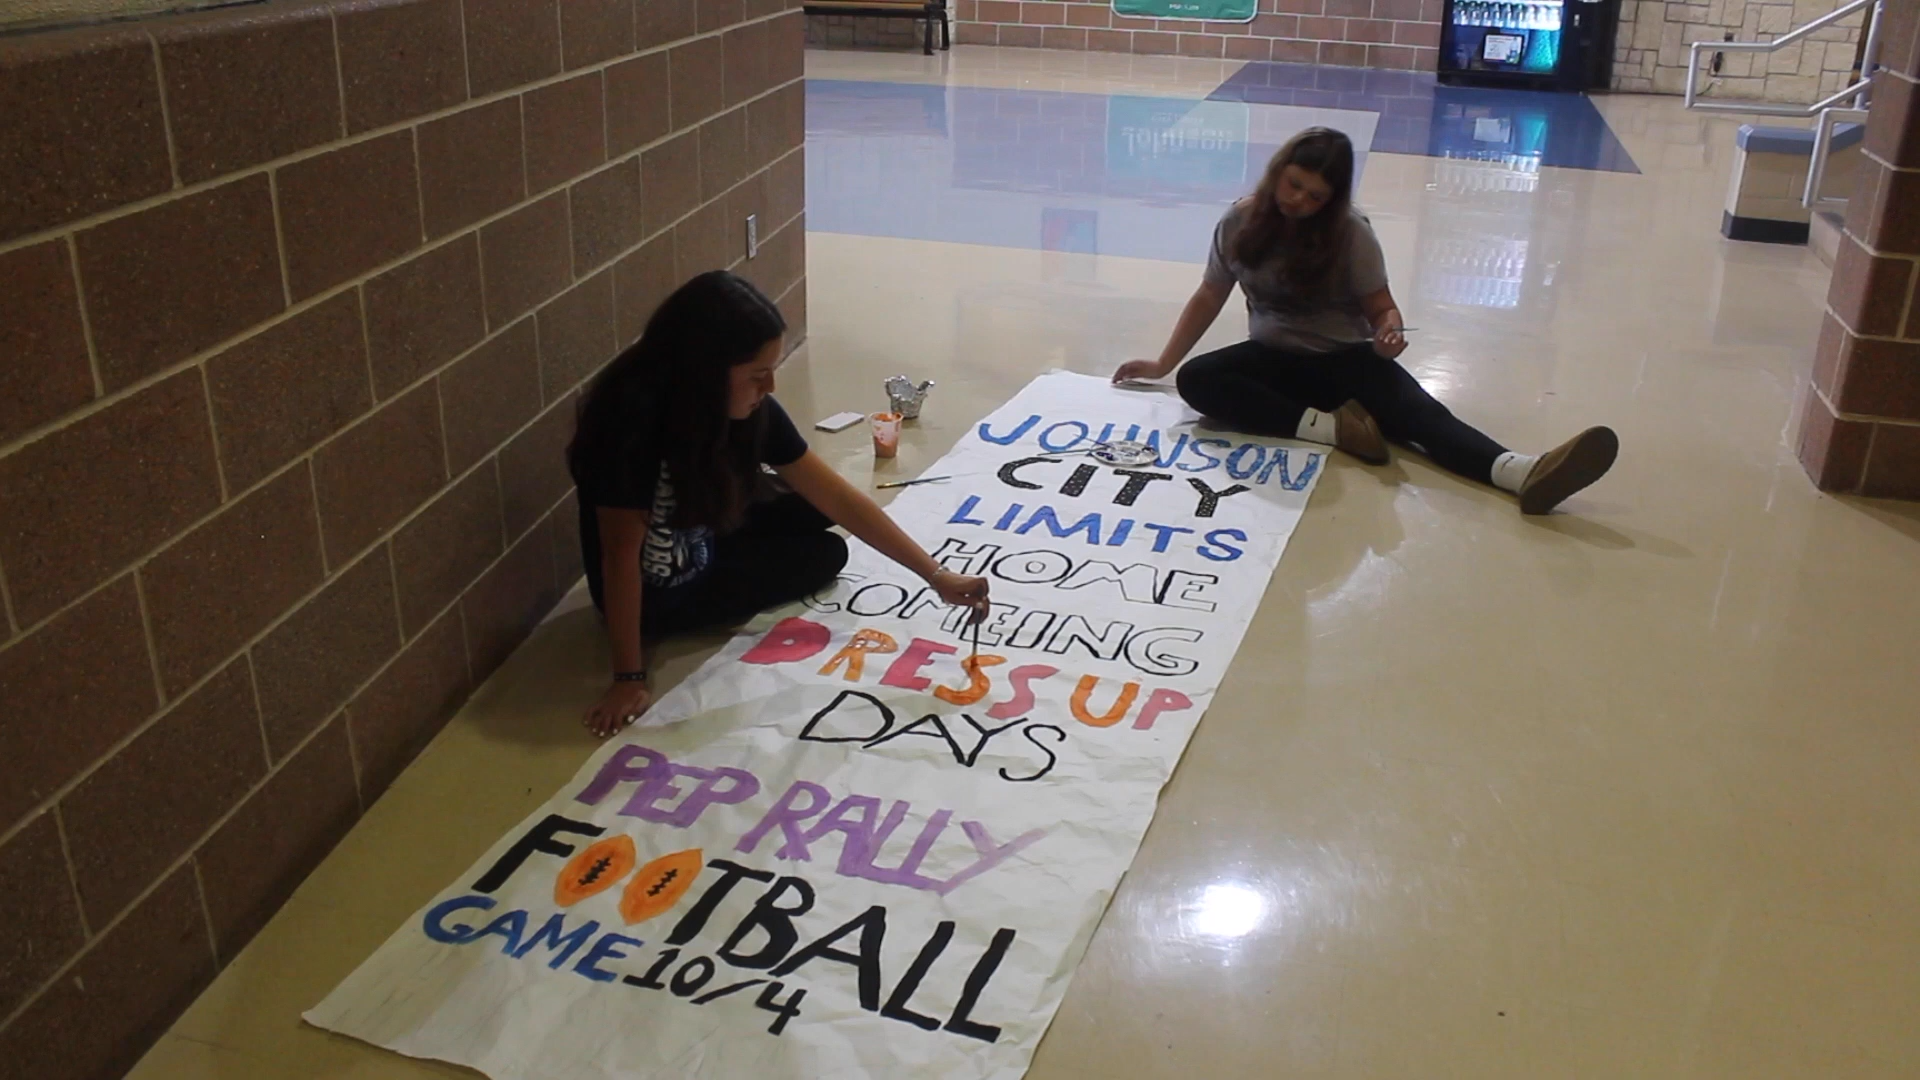 JOHNSON
CITY
LIMITS
HOME
COMEING
DRESS UP
DAYS
PEP RALLY
FOOTBALL
GAME 10/4